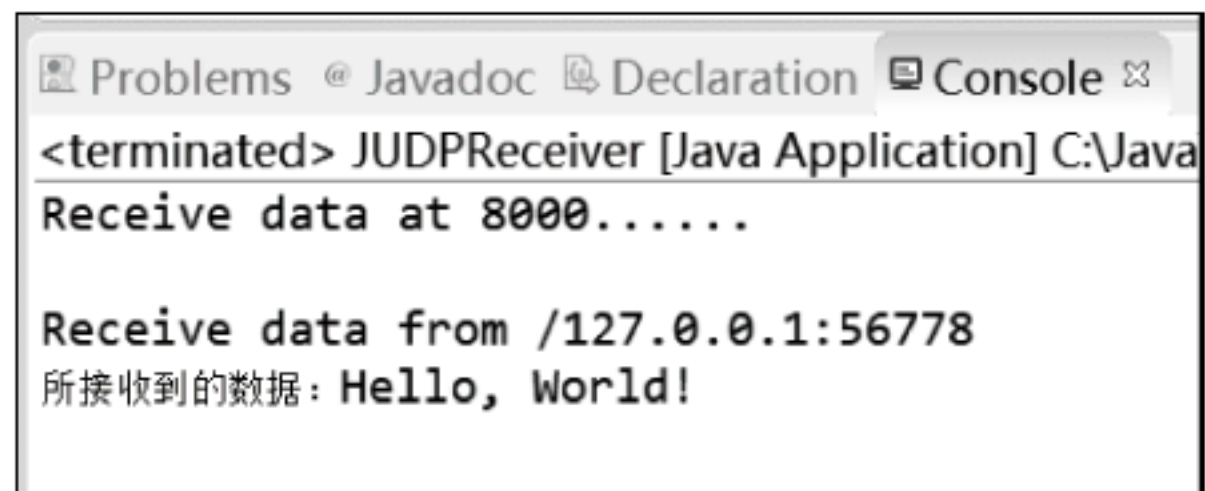 Problems @ Javadoc Declaration Console
<terminated> JUDPReceiver [Java Application] C:\Java
Receive data at 8000......
Receive data from /127.0.0.1:56778
所接收到的数据：Hello, World!